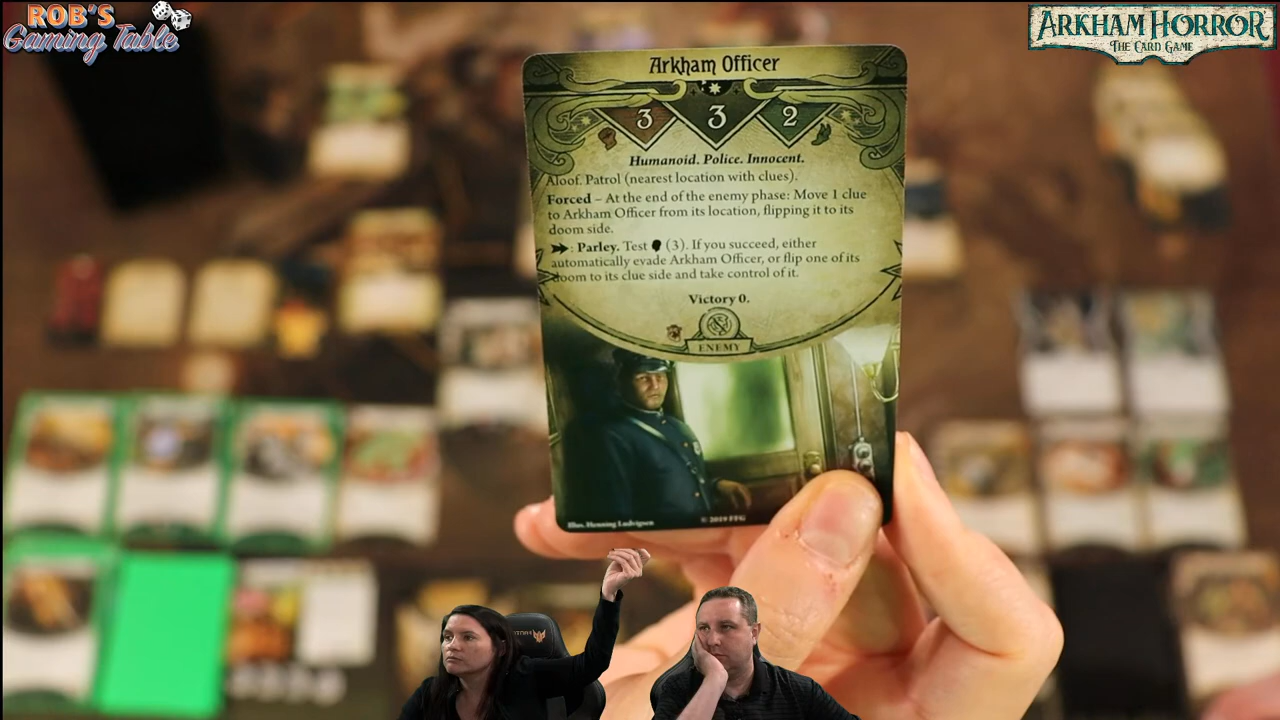 ROB'S
Gaming Table
ARKHAM HORROR
THE CARD GAME
Arkham Officer
3 3 2
Humanoid. Police. Innocent.
Aloof. Patrol (nearest location with clues).
Forced – At the end of the enemy phase: Move 1 clue
to Arkham Officer from its location, flipping it to its
doom side.
: Parley. Test (3). If you succeed, either
automatically evade Arkham Officer, or flip one of its
doom to its clue side and take control of it.
Victory 0.
ENEMY
Illus. Henning Ludvigsen
© 2019 FFG